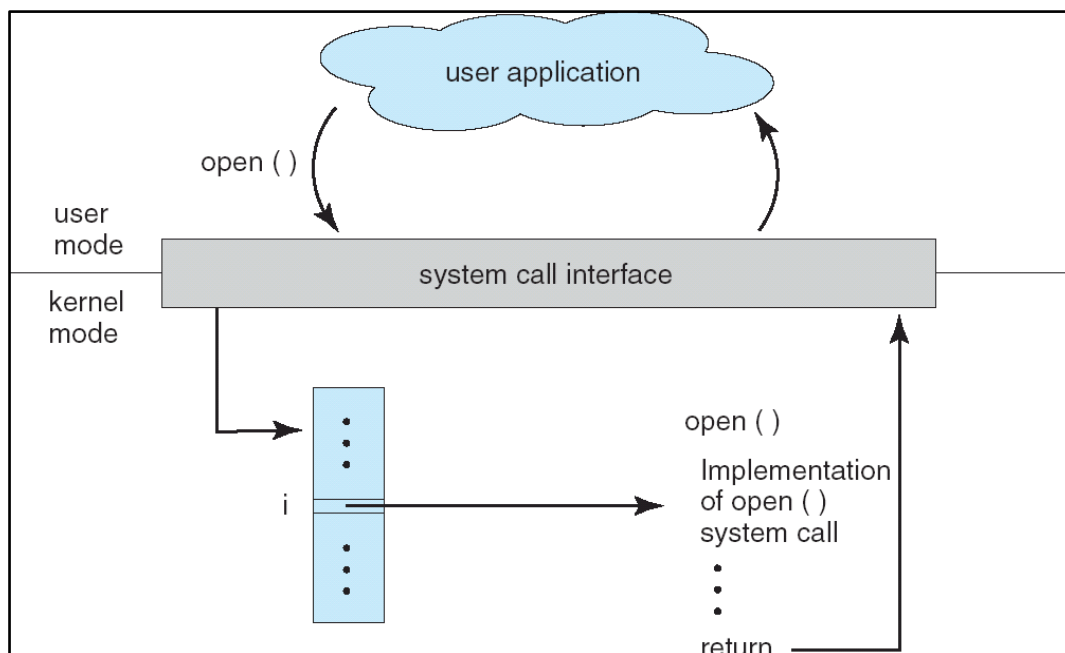 user application
open ( )
user
mode
system call interface
kernel
mode
open ( )
i
Implementation
of open ( )
system call
return